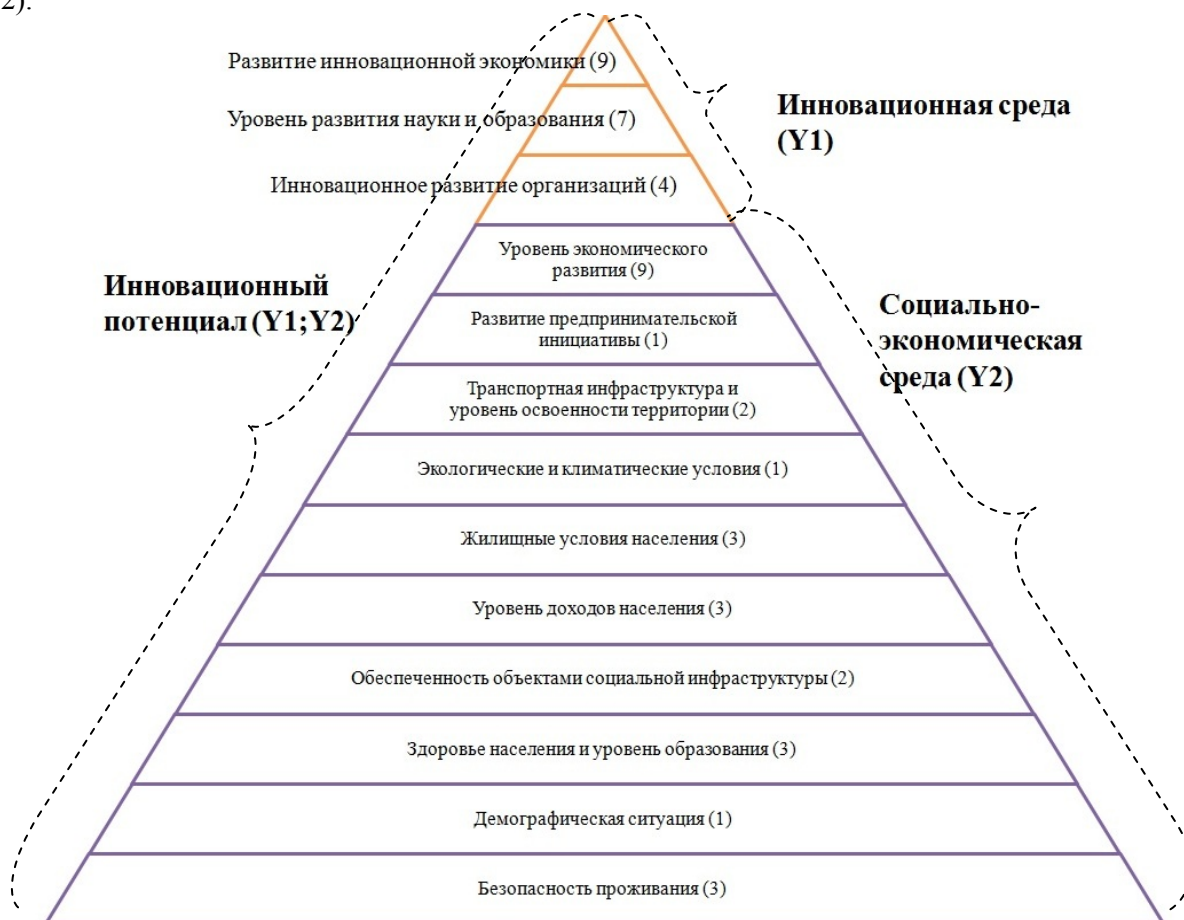 2).
Развитие инновационной экономики (9)
Уровень развития науки и образования (7)
Инновационное развитие организаций (4)
Инновационная среда
(Y1)
Уровень экономического
развития (9)
Инновационный
потенциал (Y1;Y2)
Социально-
экономическая
среда (Y2)
Развитие предпринимательской
инициативы (1)
Транспортная инфраструктура и
уровень освоенности территории (2)
Экологические и климатические условия (1)
Жилищные условия населения (3)
Уровень доходов населения (3)
Обеспеченность объектами социальной инфраструктуры (2)
Здоровье населения и уровень образования (3)
Демографическая ситуация (1)
Безопасность проживания (3)